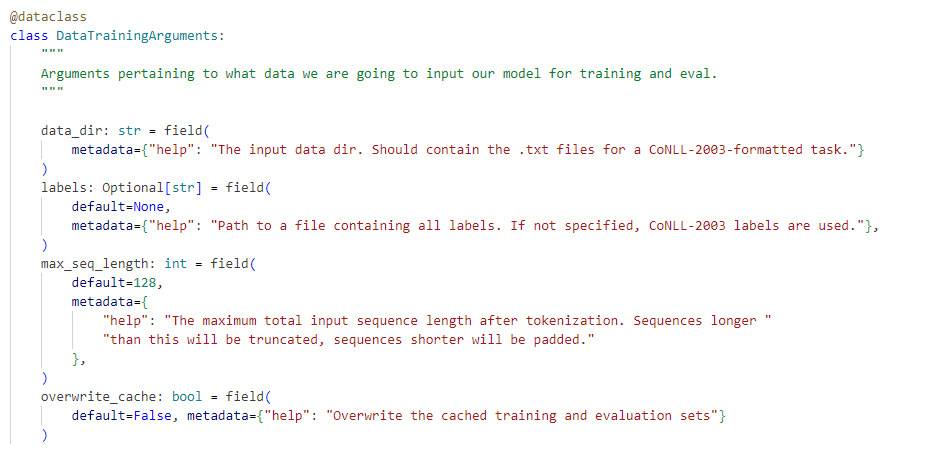 @dataclass
class DataTrainingArguments:
    """
    Arguments pertaining to what data we are going to input our model for training and eval.
    """

    data_dir: str = field(
        metadata={"help": "The input data dir. Should contain the .txt files for a CoNLL-2003-formatted task."}
    )
    labels: Optional[str] = field(
        default=None,
        metadata={"help": "Path to a file containing all labels. If not specified, CoNLL-2003 labels are used."},
    )
    max_seq_length: int = field(
        default=128,
        metadata={
            "help": "The maximum total input sequence length after tokenization. Sequences longer "
            "than this will be truncated, sequences shorter will be padded."
        },
    )
    overwrite_cache: bool = field(
        default=False, metadata={"help": "Overwrite the cached training and evaluation sets"}
    )